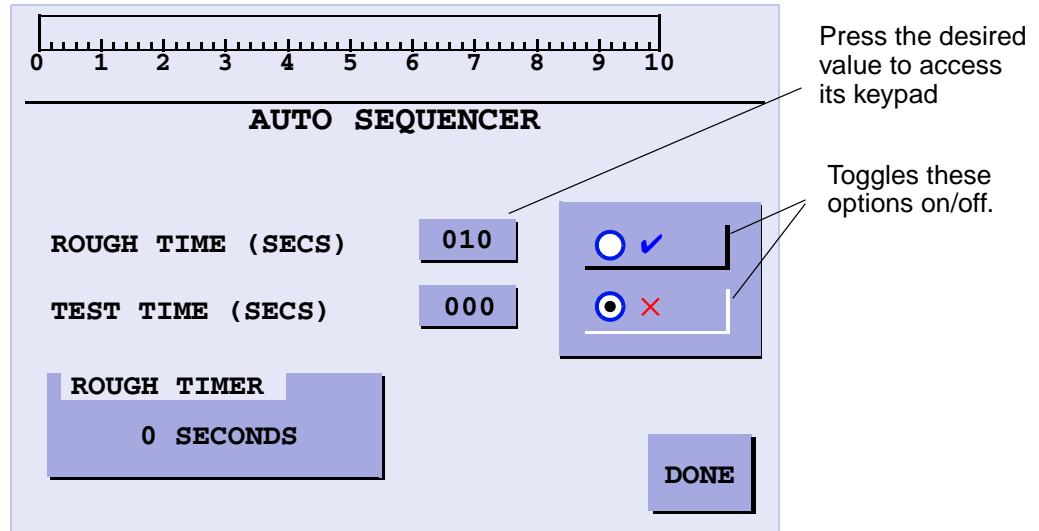 0 1 2 3 4 5 6 7 8 9 10
AUTO SEQUENCER
ROUGH TIME (SECS) 010 ✔
TEST TIME (SECS) 000 ×
ROUGH TIMER
0 SECONDS
DONE
Press the desired
value to access
its keypad
Toggles these
options on/off.